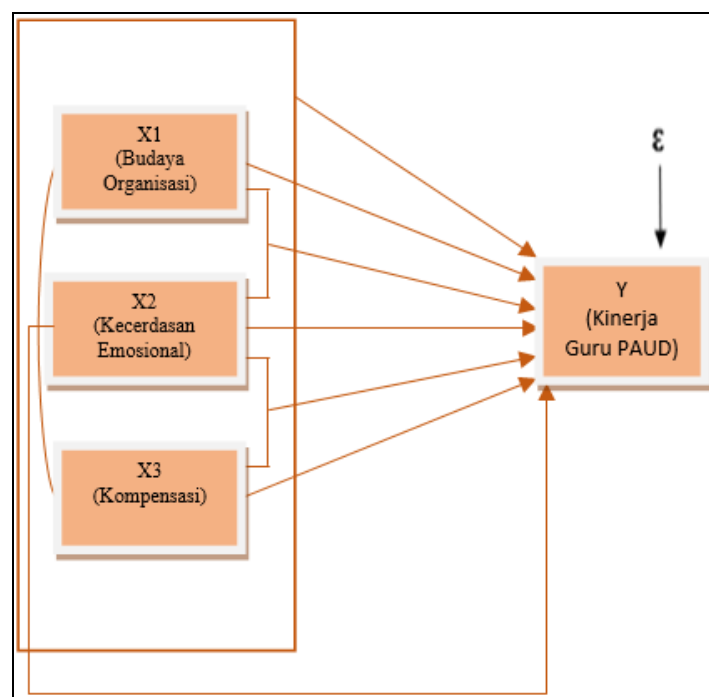 X1
(Budaya
Organisasi)
ε
X2
(Kecerdasan
Emosional)
Y
(Kinerja
Guru PAUD)
X3
(Kompensasi)